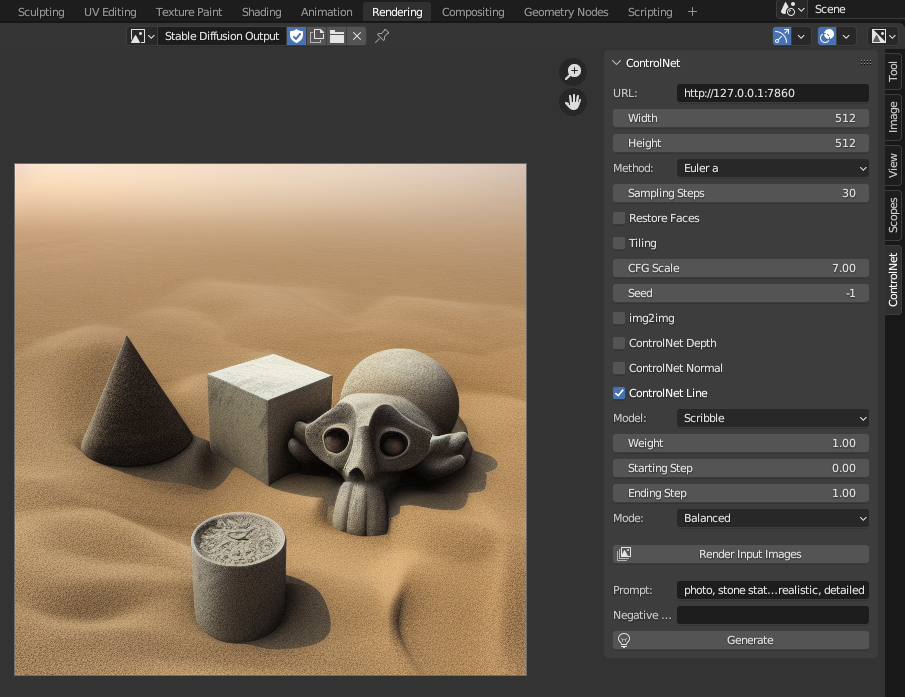 Sculpting UV Editing Texture Paint Shading Animation Rendering Compositing Geometry Nodes Scripting + Scene
Stable Diffusion Output
ControlNet
URL: http://127.0.0.1:7860
Width 512
Height 512
Method: Euler a
Sampling Steps 30
Restore Faces
Tiling
CFG Scale 7.00
Seed -1
img2img
ControlNet Depth
ControlNet Normal
ControlNet Line
Model: Scribble
Weight 1.00
Starting Step 0.00
Ending Step 1.00
Mode: Balanced
Render Input Images
Prompt: photo, stone stat...realistic, detailed
Negative ...
Generate
Tool
Image
View
Scopes
ControlNet